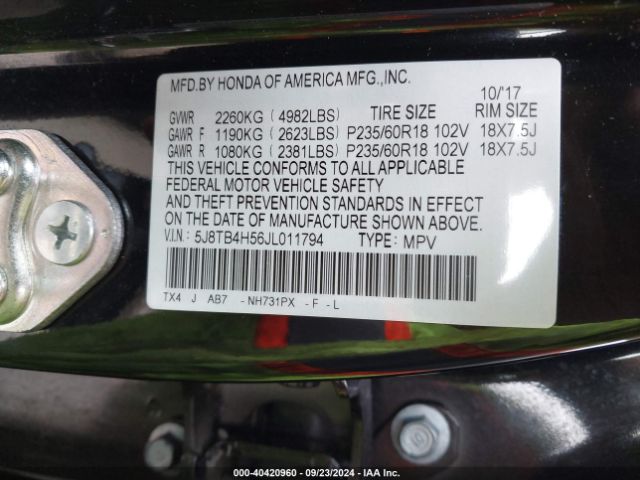 MFD.BY HONDA OF AMERICA MFG.,INC.
10/'17
GVWR 2260KG (4982LBS) TIRE SIZE RIM SIZE
GAWR F 1190KG (2623LBS) P235/60R18 102V 18X7.5J
GAWR R 1080KG (2381LBS) P235/60R18 102V 18X7.5J
THIS VEHICLE CONFORMS TO ALL APPLICABLE
FEDERAL MOTOR VEHICLE SAFETY
AND THEFT PREVENTION STANDARDS IN EFFECT
ON THE DATE OF MANUFACTURE SHOWN ABOVE.
V.I.N.: 5J8TB4H56JL011794 TYPE: MPV
TX4 J AB7 -NH731PX -F -L
000-40420960 - 09/23/2024 - IAA Inc.